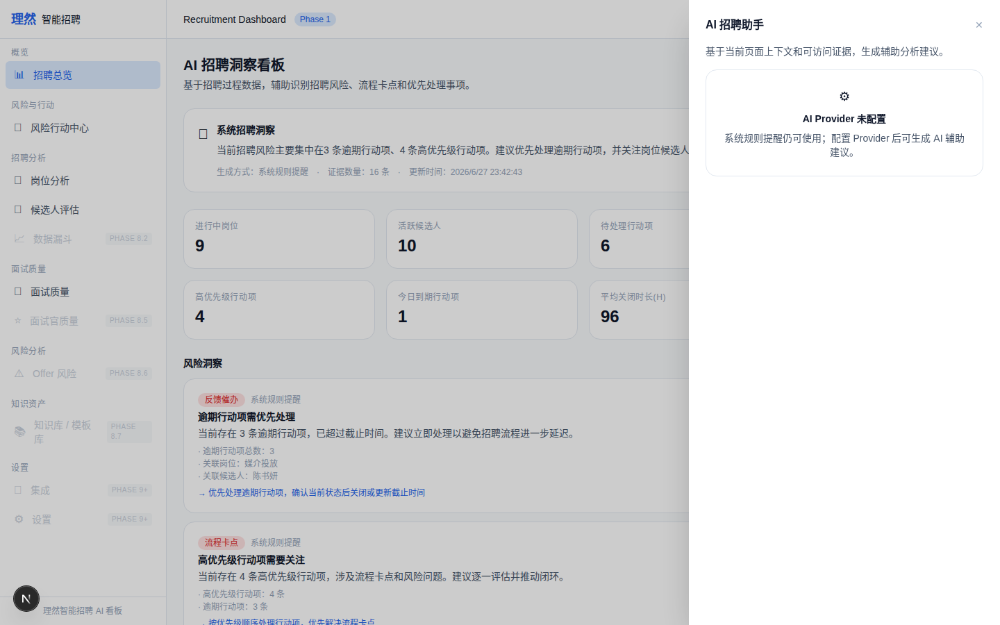 理然 智能招聘
概览
招聘总览
风险与行动
风险行动中心
招聘分析
岗位分析
候选人评估
数据漏斗 PHASE 8.2
面试质量
面试质量
面试官质量 PHASE 8.5
风险分析
Offer 风险 PHASE 8.6
知识资产
知识库 / 模板
库
PHASE
8.7
设置
集成 PHASE 9+
设置 PHASE 9+
N
理然智能招聘 AI 看板
Recruitment Dashboard Phase 1
AI 招聘洞察看板
基于招聘过程数据，辅助识别招聘风险、流程卡点和优先处理事项。
系统招聘洞察
当前招聘风险主要集中在3 条逾期行动项、4 条高优先级行动项。建议优先处理逾期行动项，并关注岗位候选人
生成方式：系统规则提醒 · 证据数量：16 条 · 更新时间：2026/6/27 23:42:43
进行中岗位
9
活跃候选人
10
待处理行动项
6
高优先级行动项
4
今日到期行动项
1
平均关闭时长(H)
96
风险洞察
反馈催办 系统规则提醒
逾期行动项需优先处理
当前存在 3 条逾期行动项，已超过截止时间。建议立即处理以避免招聘流程进一步延迟。
· 逾期行动项总数：3
· 关联岗位：媒介投放
· 关联候选人：陈书妍
→ 优先处理逾期行动项，确认当前状态后关闭或更新截止时间
流程卡点 系统规则提醒
高优先级行动项需要关注
当前存在 4 条高优先级行动项，涉及流程卡点和风险问题。建议逐一评估并推动闭环。
· 高优先级行动项：4 条
· 逾期行动项：3 条
→ 按优先级顺序处理行动项，优先解决流程卡点
AI 招聘助手 ×
基于当前页面上下文和可访问证据，生成辅助分析建议。
AI Provider 未配置
系统规则提醒仍可使用；配置 Provider 后可生成 AI 辅助
建议。